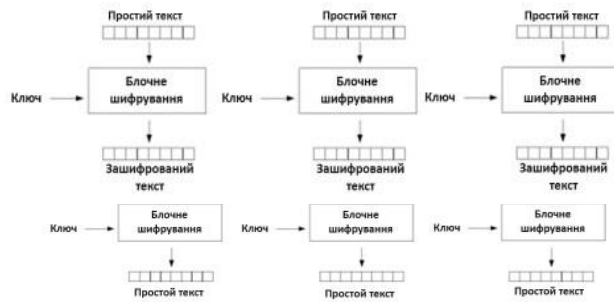 Простий текст
Простий текст
Простий текст
Ключ
Блочне
шифрування
Ключ
Блочне
шифрування
Ключ
Блочне
шифрування
Зашифрований
текст
Зашифрований
текст
Зашифрований
текст
Ключ
Блочне
шифрування
Ключ
Блочне
шифрування
Ключ
Блочне
шифрування
Простой текст
Простой текст
Простой текст